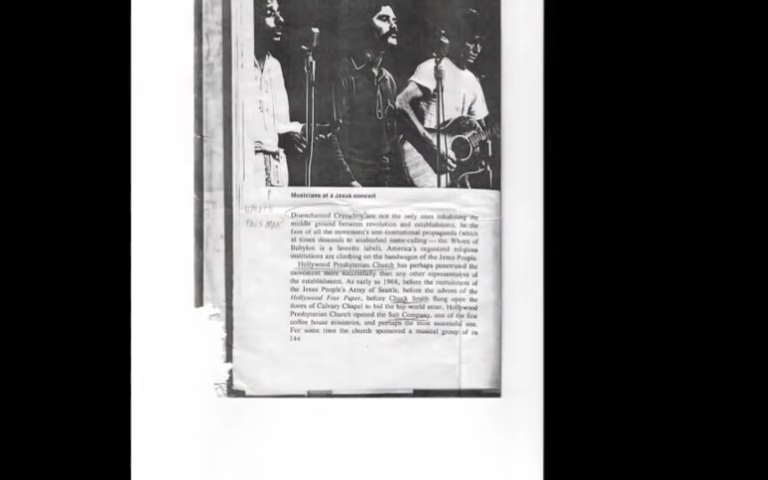 Musicians at a Jesus concert
THIS MAN
Disenchanted Crossley are not the only ones inhabiting the
middle ground between revolution and establishment. In the
face of all the movement's anti-institutional propaganda (which
at times descends to unabashed name-calling — the Whore of
Babylon is a favorite label), America's organized religious
institutions are climbing on the bandwagon of the Jesus People.
Hollywood Presbyterian Church has perhaps penetrated the
movement more successfully than any other representative of
the establishment. As early as 1968, before the recruitment of
the Jesus People's Army of Seattle, before the advent of the
Hollywood Free Paper, before Chuck Smith flung open the
doors of Calvary Chapel to bid the hip world enter, Hollywood
Presbyterian Church opened the Salt Company, one of the first
coffee house ministries, and perhaps the most successful one.
For some time the church sponsored a musical group of its
144